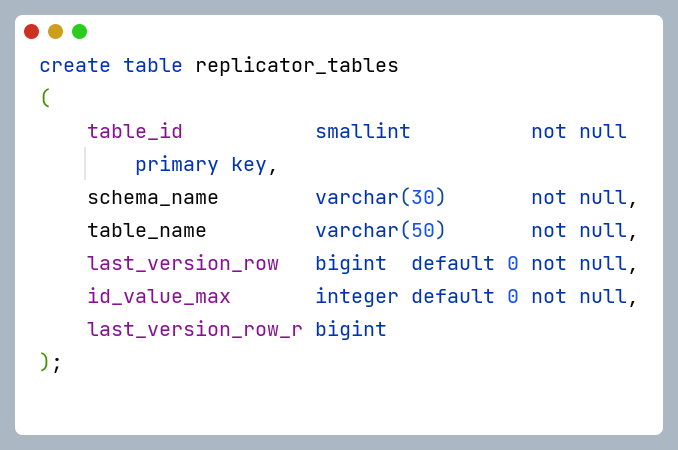 create table replicator_tables
(
    table_id           smallint          not null
        primary key,
    schema_name        varchar(30)       not null,
    table_name         varchar(50)       not null,
    last_version_row   bigint  default 0 not null,
    id_value_max       integer default 0 not null,
    last_version_row_r bigint
);